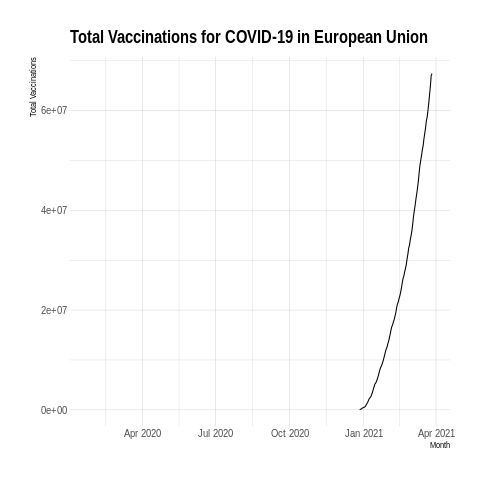 Total Vaccinations for COVID-19 in European Union
Total Vaccinations
6e+07
4e+07
2e+07
0e+00
Apr 2020 Jul 2020 Oct 2020 Jan 2021 Apr 2021
Month